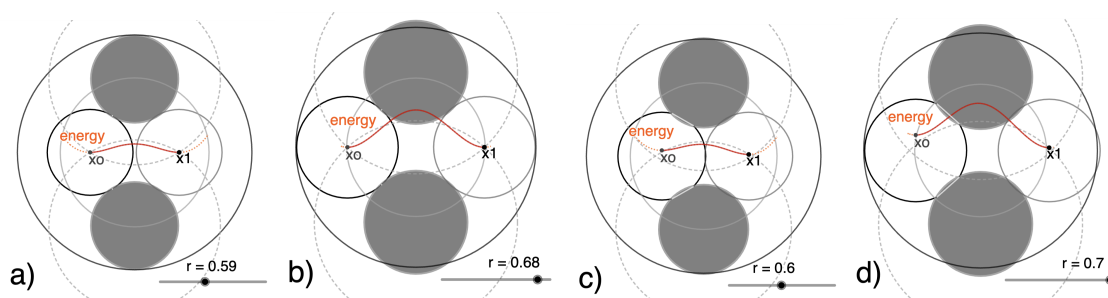 a)
energy
xo
x1
r = 0.59
b)
energy
xo
x1
r = 0.68
c)
energy
xo
x1
r = 0.6
d)
energy
xo
x1
r = 0.7